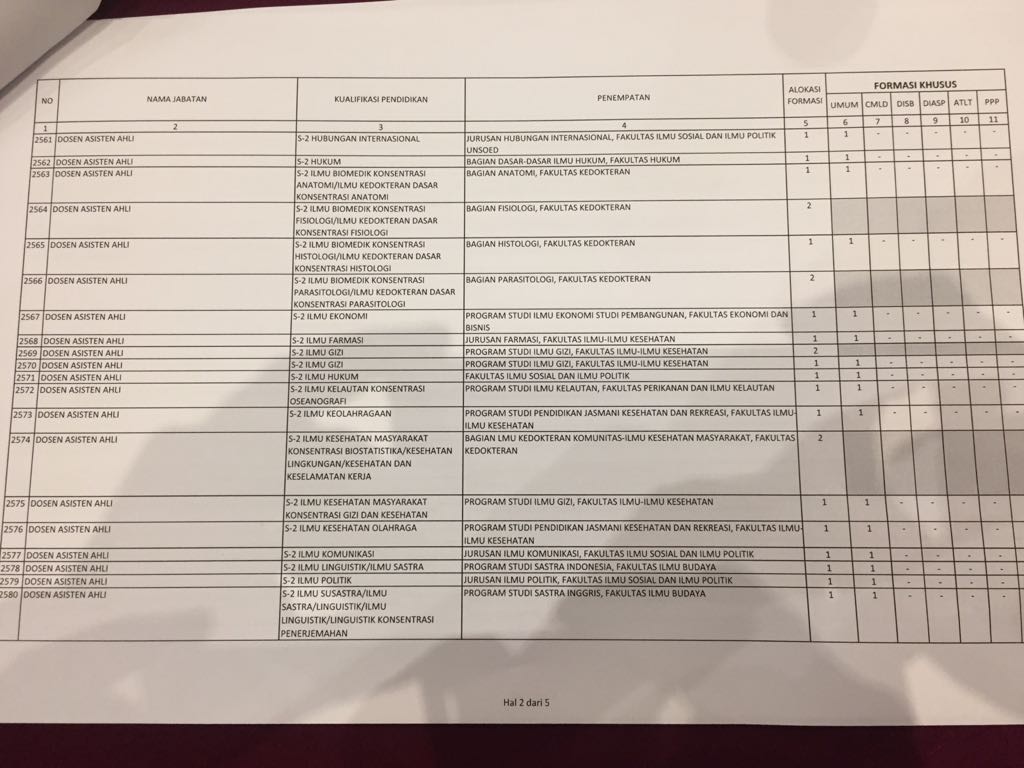 NO NAMA JABATAN KUALIFIKASI PENDIDIKAN PENEMPATAN ALOKASI FORMASI FORMASI KHUSUS
UMUM CMLD DISB DIASP ATLT PPP
1 2 3 4 5 6 7 8 9 10 11
2561 DOSEN ASISTEN AHLI S-2 HUBUNGAN INTERNASIONAL JURUSAN HUBUNGAN INTERNASIONAL, FAKULTAS ILMU SOSIAL DAN ILMU POLITIK 1 1 - - - - -
UNSOED
2562 DOSEN ASISTEN AHLI S-2 HUKUM BAGIAN DASAR-DASAR ILMU HUKUM, FAKULTAS HUKUM 1 1 - - - - -
2563 DOSEN ASISTEN AHLI S-2 ILMU BIOMEDIK KONSENTRASI BAGIAN ANATOMI, FAKULTAS KEDOKTERAN 1 1 - - - - -
ANATOMI/ILMU KEDOKTERAN DASAR
KONSENTRASI ANATOMI
2564 DOSEN ASISTEN AHLI S-2 ILMU BIOMEDIK KONSENTRASI BAGIAN FISIOLOGI, FAKULTAS KEDOKTERAN 2
FISIOLOGI/ILMU KEDOKTERAN DASAR
KONSENTRASI FISIOLOGI
2565 DOSEN ASISTEN AHLI S-2 ILMU BIOMEDIK KONSENTRASI BAGIAN HISTOLOGI, FAKULTAS KEDOKTERAN 1 1 - - - - -
HISTOLOGI/ILMU KEDOKTERAN DASAR
KONSENTRASI HISTOLOGI
2566 DOSEN ASISTEN AHLI S-2 ILMU BIOMEDIK KONSENTRASI BAGIAN PARASITOLOGI, FAKULTAS KEDOKTERAN 2
PARASITOLOGI/ILMU KEDOKTERAN DASAR
KONSENTRASI PARASITOLOGI
2567 DOSEN ASISTEN AHLI S-2 ILMU EKONOMI PROGRAM STUDI ILMU EKONOMI STUDI PEMBANGUNAN, FAKULTAS EKONOMI DAN 1 1 - - - - -
BISNIS
2568 DOSEN ASISTEN AHLI S-2 ILMU FARMASI JURUSAN FARMASI, FAKULTAS ILMU-ILMU KESEHATAN 1 1 - - - - -
2569 DOSEN ASISTEN AHLI S-2 ILMU GIZI PROGRAM STUDI ILMU GIZI, FAKULTAS ILMU-ILMU KESEHATAN 2
2570 DOSEN ASISTEN AHLI S-2 ILMU GIZI PROGRAM STUDI ILMU GIZI, FAKULTAS ILMU-ILMU KESEHATAN 1 1 - - - - -
2571 DOSEN ASISTEN AHLI S-2 ILMU HUKUM FAKULTAS ILMU SOSIAL DAN ILMU POLITIK 1 1 - - - - -
2572 DOSEN ASISTEN AHLI S-2 ILMU KELAUTAN KONSENTRASI PROGRAM STUDI ILMU KELAUTAN, FAKULTAS PERIKANAN DAN ILMU KELAUTAN 1 1 - - - - -
OSEANOGRAFI
2573 DOSEN ASISTEN AHLI S-2 ILMU KEOLAHRAGAAN PROGRAM STUDI PENDIDIKAN JASMANI KESEHATAN DAN REKREASI, FAKULTAS ILMU- 1 1 - - - - -
ILMU KESEHATAN
2574 DOSEN ASISTEN AHLI S-2 ILMU KESEHATAN MASYARAKAT BAGIAN LMU KEDOKTERAN KOMUNITAS-ILMU KESEHATAN MASYARAKAT, FAKULTAS 2
KONSENTRASI BIOSTATISTIKA/KESEHATAN KEDOKTERAN
LINGKUNGAN/KESEHATAN DAN
KESELAMATAN KERJA
2575 DOSEN ASISTEN AHLI S-2 ILMU KESEHATAN MASYARAKAT PROGRAM STUDI ILMU GIZI, FAKULTAS ILMU-ILMU KESEHATAN 1 1 - - - - -
KONSENTRASI GIZI DAN KESEHATAN
2576 DOSEN ASISTEN AHLI S-2 ILMU KESEHATAN OLAHRAGA PROGRAM STUDI PENDIDIKAN JASMANI KESEHATAN DAN REKREASI, FAKULTAS ILMU- 1 1 - - - - -
ILMU KESEHATAN
2577 DOSEN ASISTEN AHLI S-2 ILMU KOMUNIKASI JURUSAN ILMU KOMUNIKASI, FAKULTAS ILMU SOSIAL DAN ILMU POLITIK 1 1 - - - - -
2578 DOSEN ASISTEN AHLI S-2 ILMU LINGUISTIK/ILMU SASTRA PROGRAM STUDI SASTRA INDONESIA, FAKULTAS ILMU BUDAYA 1 1 - - - - -
2579 DOSEN ASISTEN AHLI S-2 ILMU POLITIK JURUSAN ILMU POLITIK, FAKULTAS ILMU SOSIAL DAN ILMU POLITIK 1 1 - - - - -
2580 DOSEN ASISTEN AHLI S-2 ILMU SUSASTRA/ILMU PROGRAM STUDI SASTRA INGGRIS, FAKULTAS ILMU BUDAYA 1 1 - - - - -
SASTRA/LINGUISTIK/ILMU
LINGUISTIK/LINGUISTIK KONSENTRASI
PENERJEMAHAN
Hal 2 dari 5